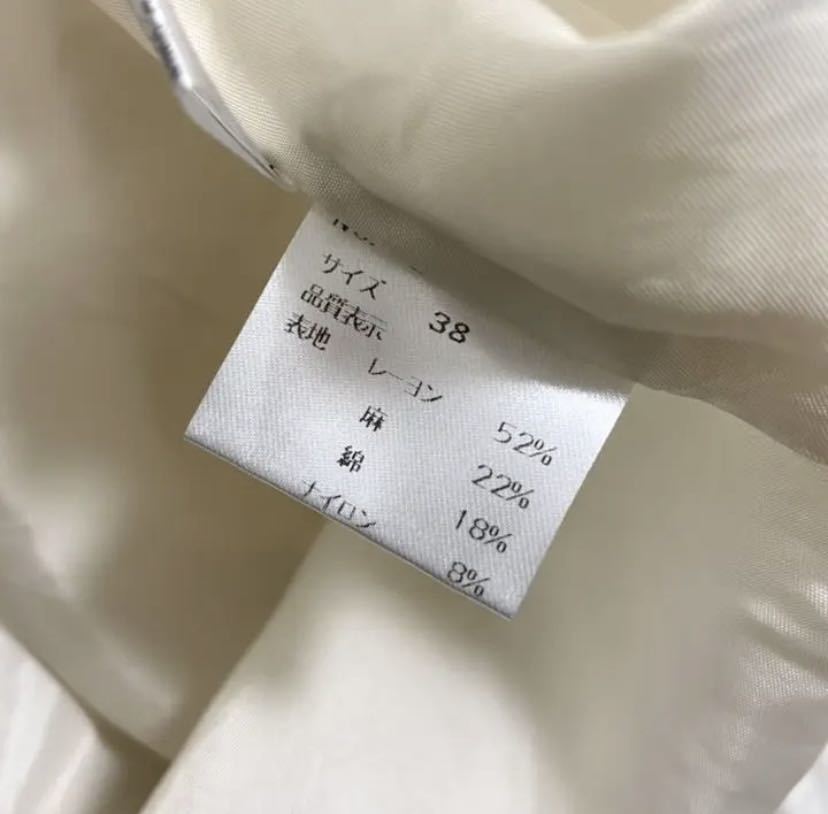 サイズ 38
品質表示
表地 レーヨン 52%
麻 22%
綿 18%
ナイロン 8%